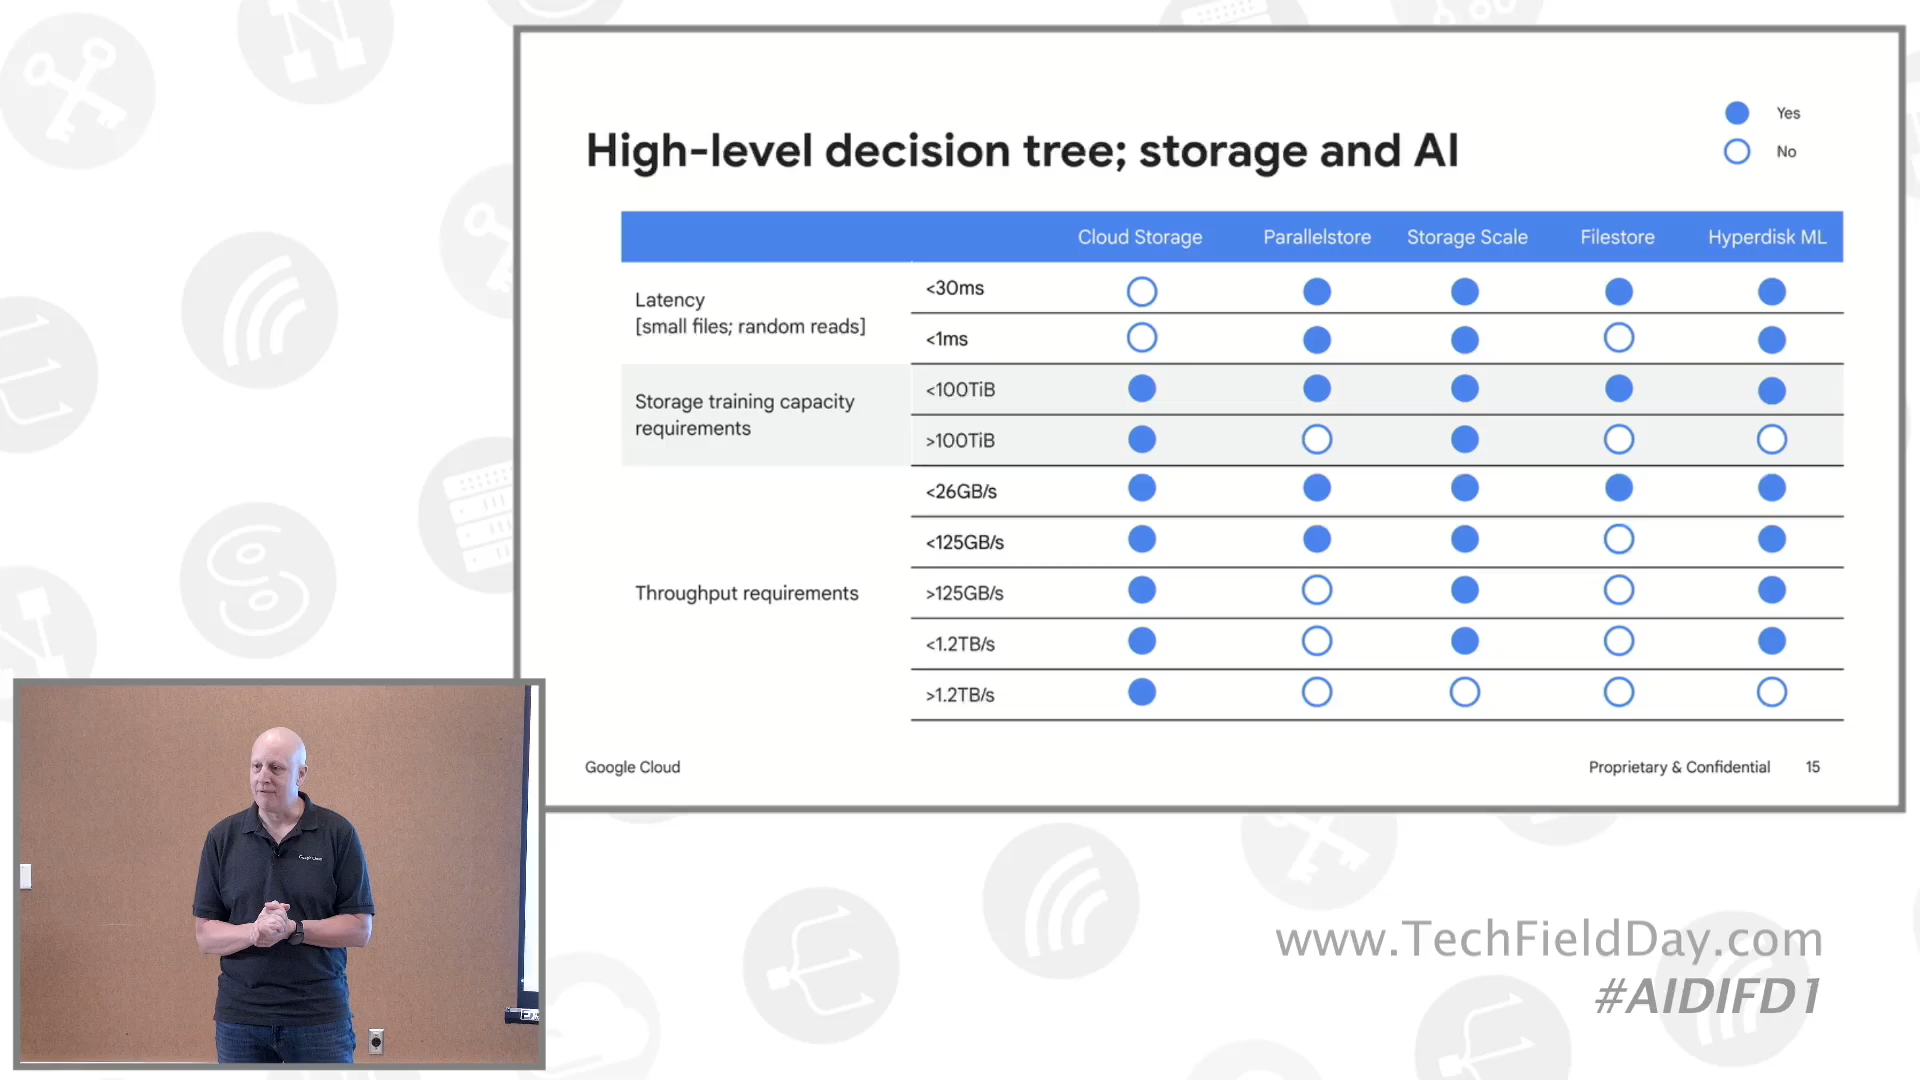 Yes
No
High-level decision tree; storage and AI
Cloud Storage Parallelstore Storage Scale Filestore Hyperdisk ML
Latency
[small files; random reads]
<30ms
<1ms
Storage training capacity
requirements
<100TiB
>100TiB
Throughput requirements
<26GB/s
<125GB/s
>125GB/s
<1.2TB/s
>1.2TB/s
Google Cloud
Proprietary & Confidential 15
www.TechFieldDay.com
#AIDIFD1